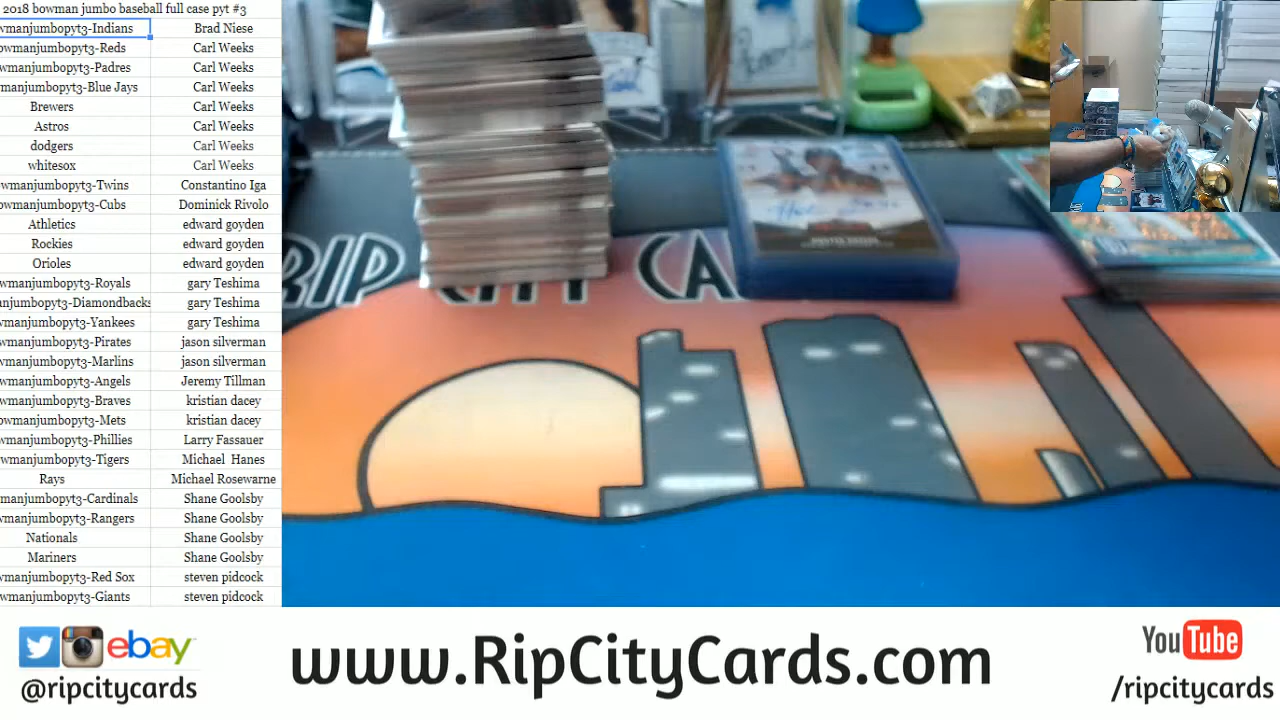 2018 bowman jumbo baseball full case pyt #3
wmanjumbopyt3-Indians Brad Niese
owmanjumbopyt3-Reds Carl Weeks
owmanjumbopyt3-Padres Carl Weeks
manjumbopyt3-Blue Jays Carl Weeks
Brewers Carl Weeks
Astros Carl Weeks
dodgers Carl Weeks
whitesox Carl Weeks
owmanjumbopyt3-Twins Constantino Iga
owmanjumbopyt3-Cubs Dominick Rivolo
Athletics edward goyden
Rockies edward goyden
Orioles edward goyden
wmanjumbopyt3-Royals gary Teshima
njumbopyt3-Diamondbacks gary Teshima
wmanjumbopyt3-Yankees gary Teshima
wmanjumbopyt3-Pirates jason silverman
wmanjumbopyt3-Marlins jason silverman
wmanjumbopyt3-Angels Jeremy Tillman
wmanjumbopyt3-Braves kristian dacey
owmanjumbopyt3-Mets kristian dacey
wmanjumbopyt3-Phillies Larry Fassauer
wmanjumbopyt3-Tigers Michael Hanes
Rays Michael Rosewarne
manjumbopyt3-Cardinals Shane Goolsby
wmanjumbopyt3-Rangers Shane Goolsby
Nationals Shane Goolsby
Mariners Shane Goolsby
wmanjumbopyt3-Red Sox steven pidcock
wmanjumbopyt3-Giants steven pidcock
RIP CITY CA
ebay
@ripcitycards
www.RipCityCards.com
YouTube
/ripcitycards